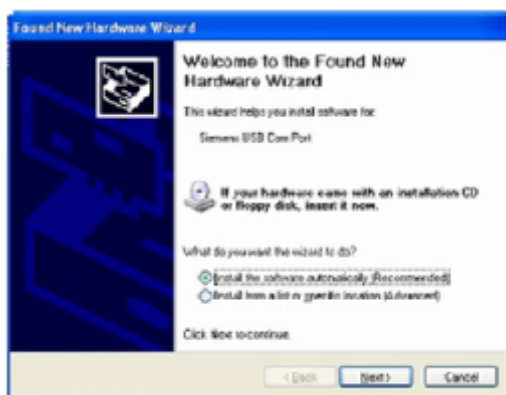 Found New Hardware Wizard
Welcome to the Found New
Hardware Wizard
This wizard helps you install software for:
Siemens USB Com Port
If your hardware came with an installation CD
or floppy disk, insert it now.
What do you want the wizard to do?
Install the software automatically (Recommended)
Install from a list or specific location (Advanced)
Click Next to continue.
< Back
Next >
Cancel